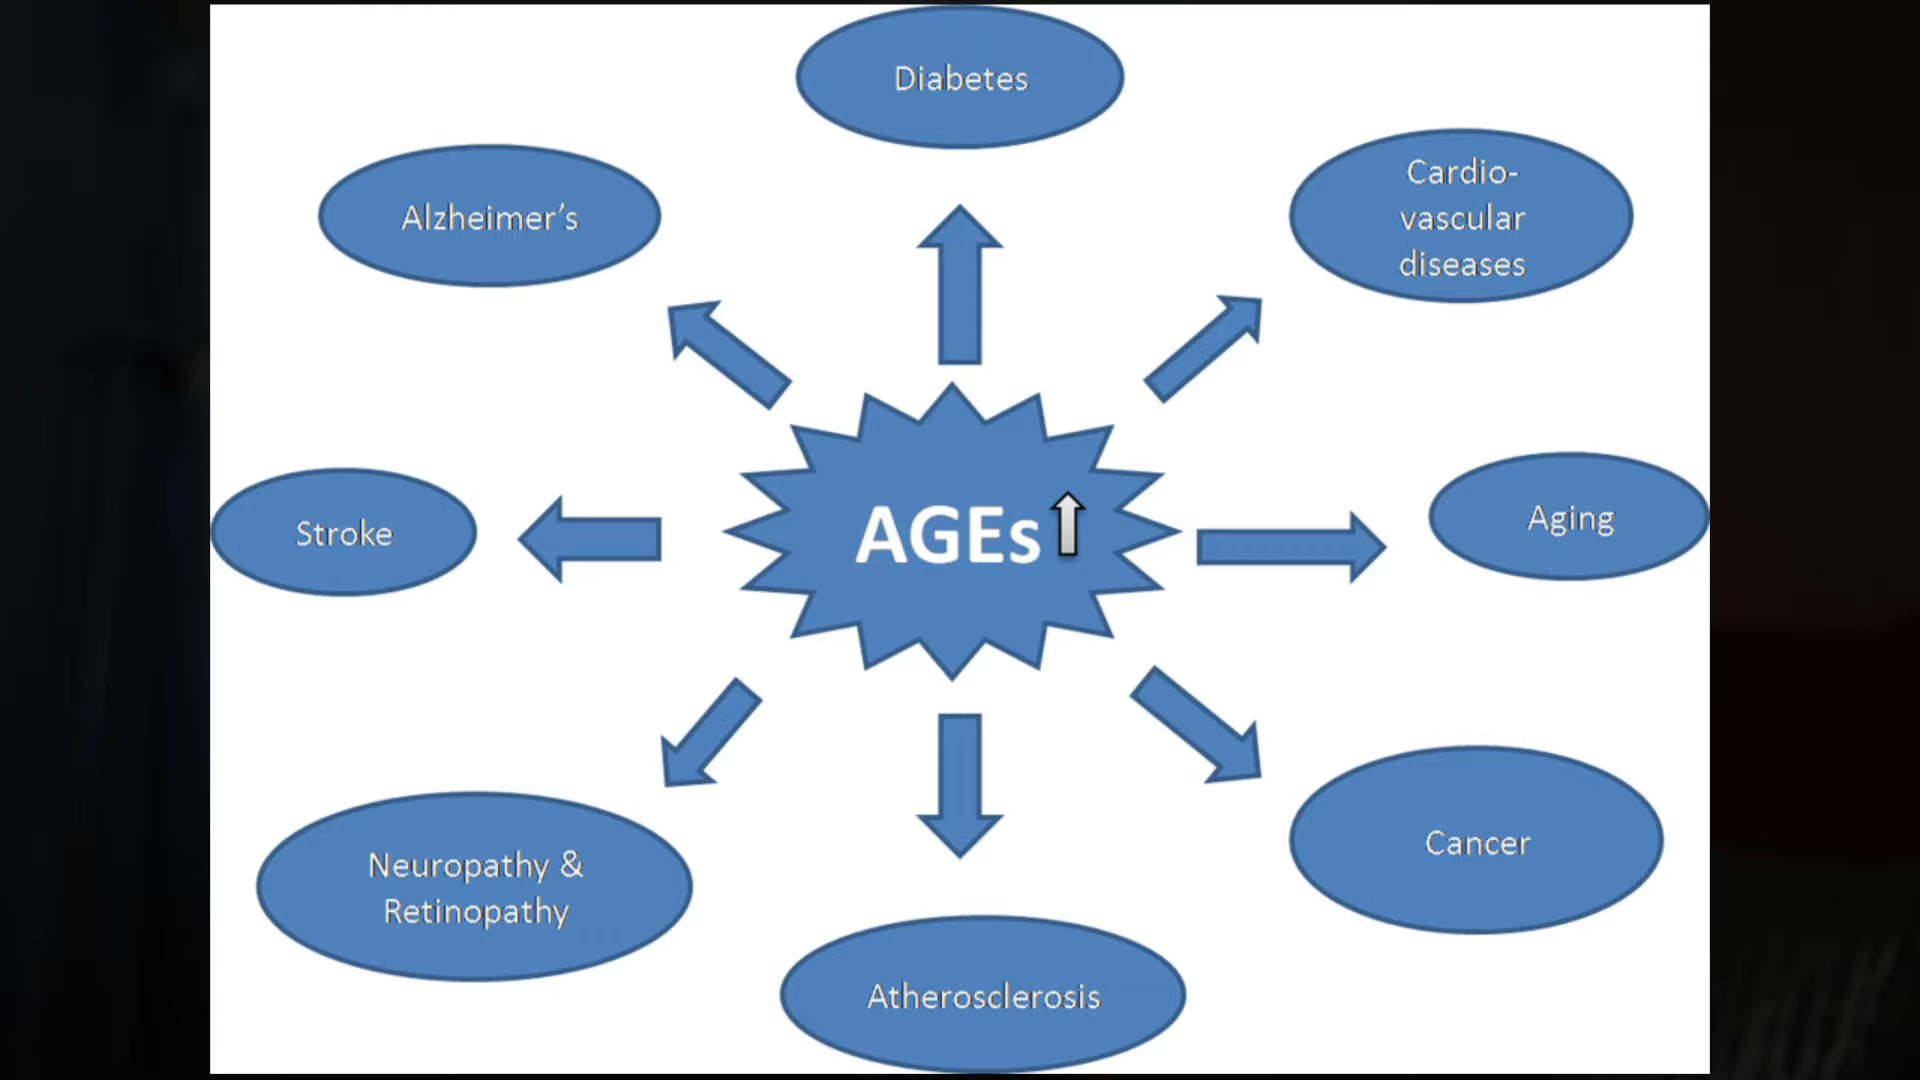 Diabetes
Cardio-
vascular
diseases
Alzheimer’s
AGEs
Aging
Stroke
Cancer
Neuropathy &
Retinopathy
Atherosclerosis